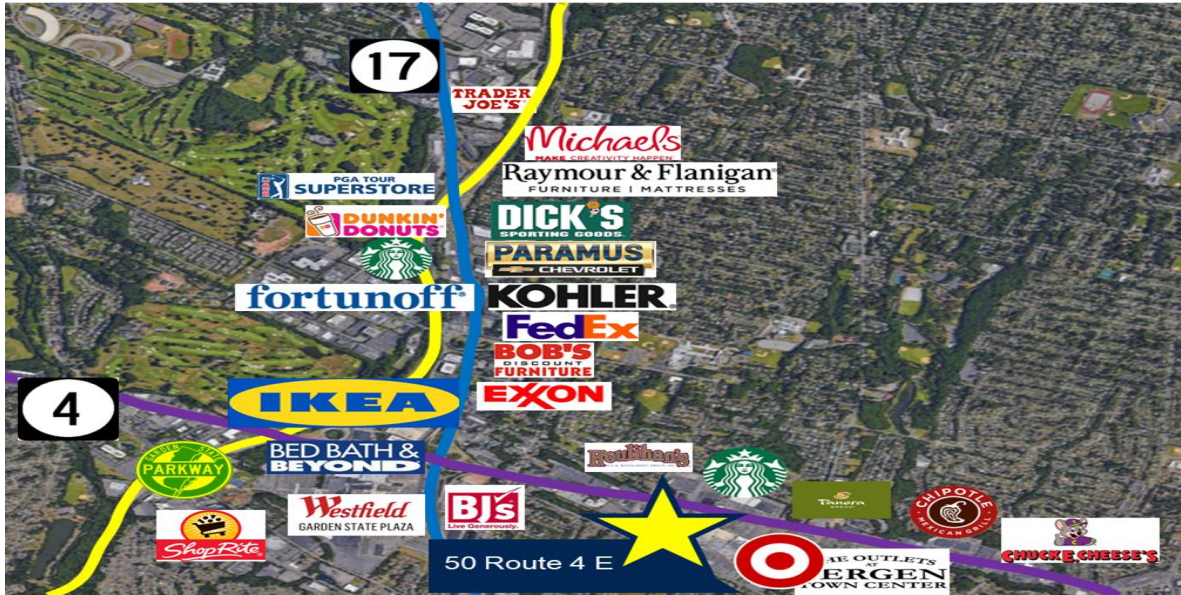 17
TRADER
JOE'S
Michaels
MAKE CREATIVITY HAPPEN
Raymour & Flanigan
FURNITURE | MATTRESSES
PGA TOUR
SUPERSTORE
DUNKIN'
DONUTS
DICK'S
SPORTING GOODS
PARAMUS
CHEVROLET
fortunoff
KOHLER
FedEx
BOB'S
DISCOUNT
FURNITURE
IKEA
EXXON
4
GARDEN STATE
PARKWAY
BED BATH &
BEYOND
Houlihan's
Panera
BREAD
CHIPOTLE
MEXICAN GRILL
CHUCK E. CHEESE'S
Westfield
GARDEN STATE PLAZA
BJ's
Live Generously.
ShopRite
50 Route 4 E
HE OUTLETS
AT
ERGEN
TOWN CENTER